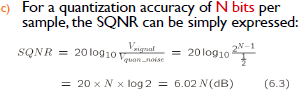 c) For a quantization accuracy of N bits per
sample, the SQNR can be simply expressed:
SQNR = 20 log₁₀ V_signal / V_quan_noise = 20 log₁₀ 2^(N−1) / (1/2)
= 20 × N × log 2 = 6.02 N(dB) (6.3)